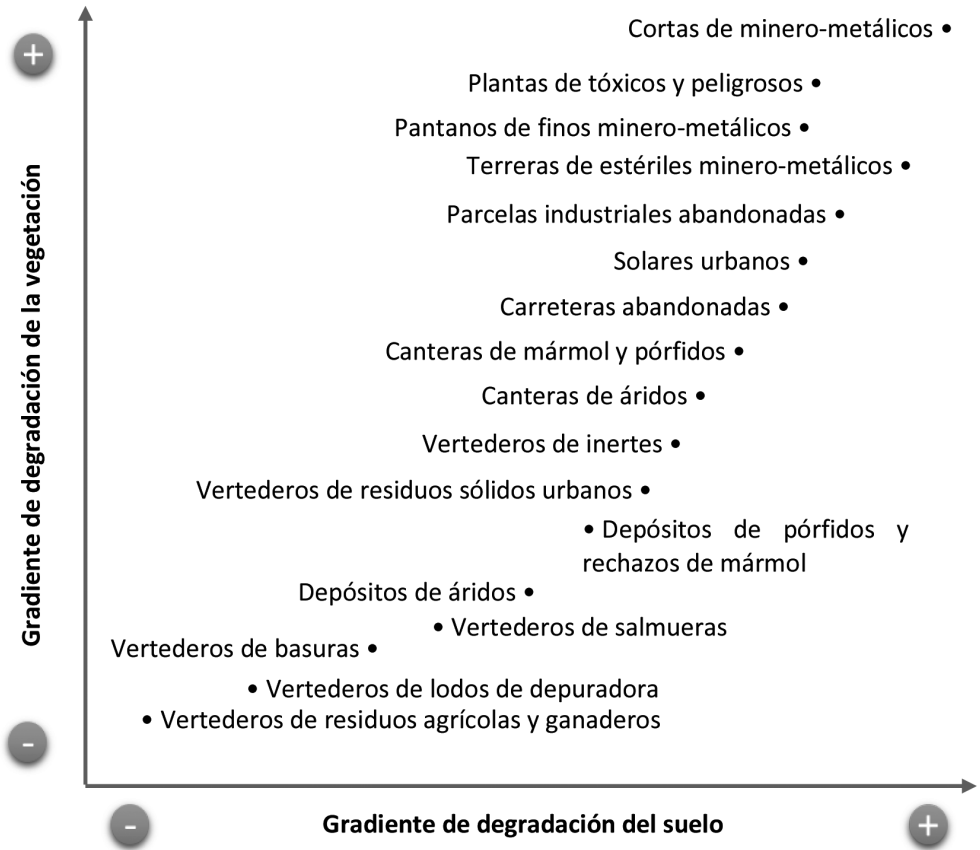 Cortas de minero-metálicos •
+
Plantas de tóxicos y peligrosos •
Pantanos de finos minero-metálicos •
Terreras de estériles minero-metálicos •
Parcelas industriales abandonadas •
Solares urbanos •
Carreteras abandonadas •
Canteras de mármol y pórfidos •
Canteras de áridos •
Vertederos de inertes •
Vertederos de residuos sólidos urbanos •
• Depósitos de pórfidos y
rechazos de mármol
Depósitos de áridos •
• Vertederos de salmueras
Vertederos de basuras •
• Vertederos de lodos de depuradora
• Vertederos de residuos agrícolas y ganaderos
Gradiente de degradación de la vegetación
-
-
Gradiente de degradación del suelo
+